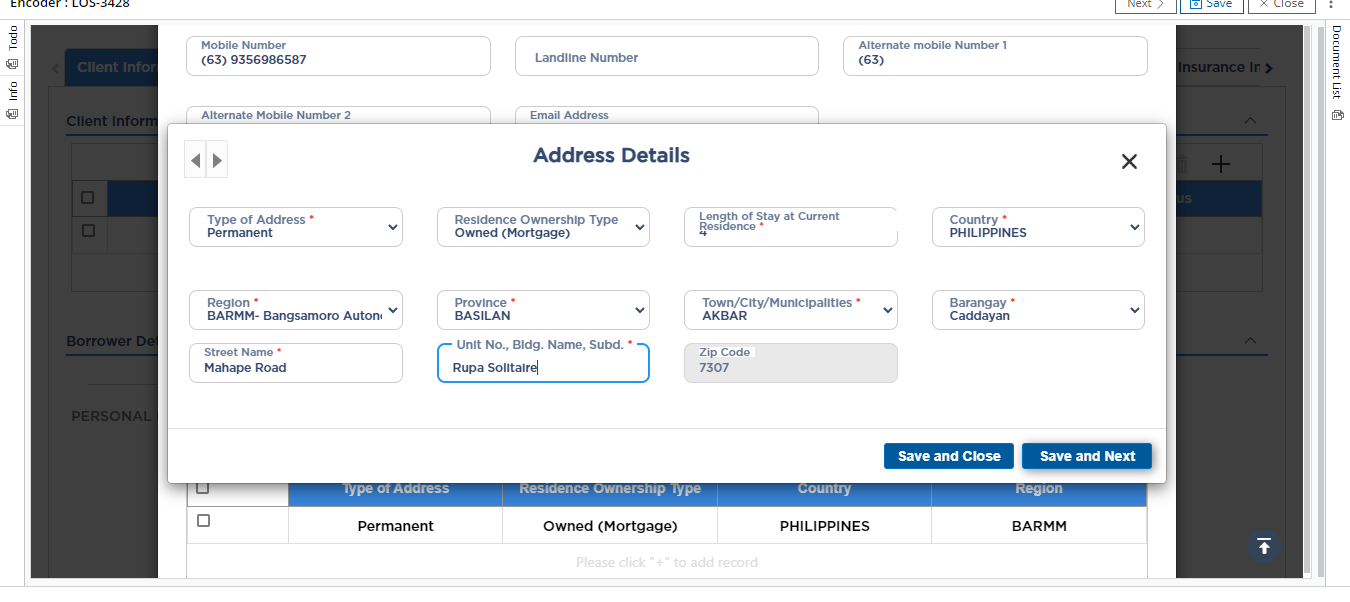 Encoder : LOS-3428
Next
Save
Close
Todo
Info
Document List
Client Infor
Insurance In
Client Inform
us
Borrower De
PERSONAL
Mobile Number
(63) 9356986587
Landline Number
Alternate mobile Number 1
(63)
Alternate Mobile Number 2
Email Address
Address Details
Type of Address *
Permanent
Residence Ownership Type
Owned (Mortgage)
Length of Stay at Current
Residence *
4
Country *
PHILIPPINES
Region *
BARMM- Bangsamoro Auton
Province *
BASILAN
Town/City/Municipalities *
AKBAR
Barangay *
Caddayan
Street Name *
Mahape Road
Unit No., Bldg. Name, Subd. *
Rupa Solitaire
Zip Code
7307
Save and Close
Save and Next
Type of Address
Residence Ownership Type
Country
Region
Permanent
Owned (Mortgage)
PHILIPPINES
BARMM
Please click "+" to add record